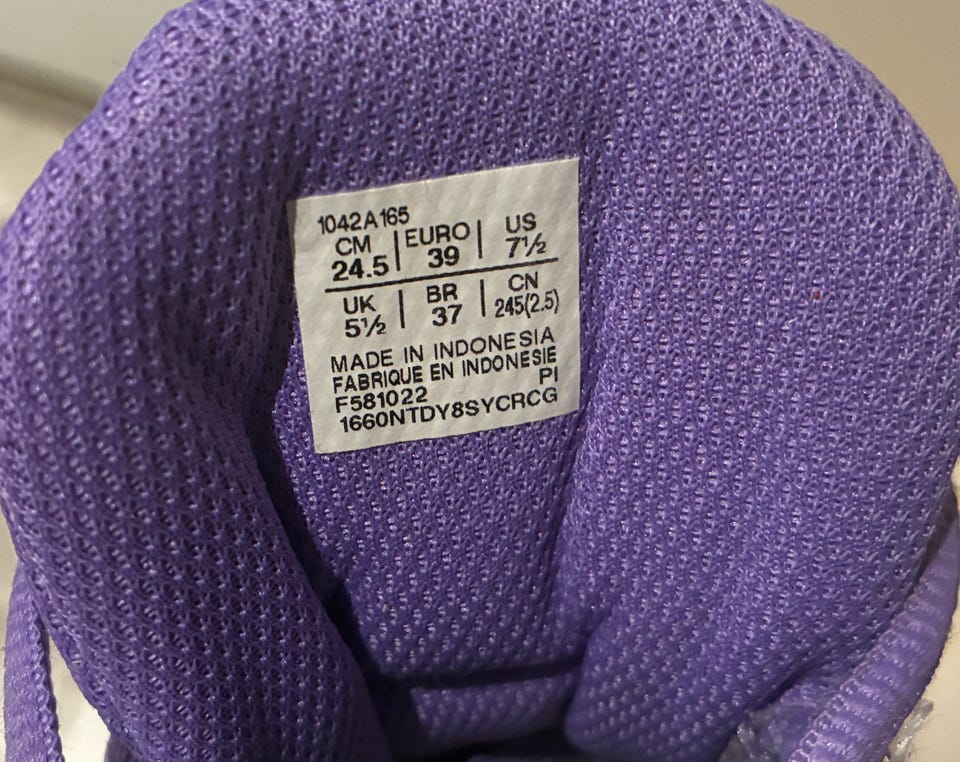 1042A165
CM | EURO | US
24.5 | 39 | 7½
UK | BR | CN
5½ | 37 | 245(2.5)
MADE IN INDONESIA
FABRIQUE EN INDONESIE
F581022 PI
1660NTDY8SYCRCG